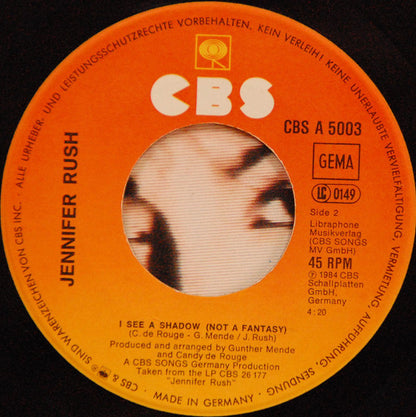 ALLE URHEBER- UND LEISTUNGSSCHUTZRECHTE VORBEHALTEN. KEIN VERLEIH! KEINE UNERLAUBTE VERVIELFÄLTIGUNG, VERMIETUNG, AUFFÜHRUNG, SENDUNG
CBS
CBS A 5003
GEMA
LC 0149
Side 2
Libraphone
Musikverlag
(CBS SONGS
MV GmbH)
45 RPM
℗ 1984 CBS
Schallplatten
GmbH,
Germany
4:20
JENNIFER RUSH
I SEE A SHADOW (NOT A FANTASY)
(C. de Rouge - G. Mende / J. Rush)
Produced and arranged by Gunther Mende
and Candy de Rouge
A CBS SONGS Germany Production
Taken from the LP CBS 26 177
"Jennifer Rush"
CBS & SIND WARENZEICHEN VON CBS INC.
• MADE IN GERMANY •